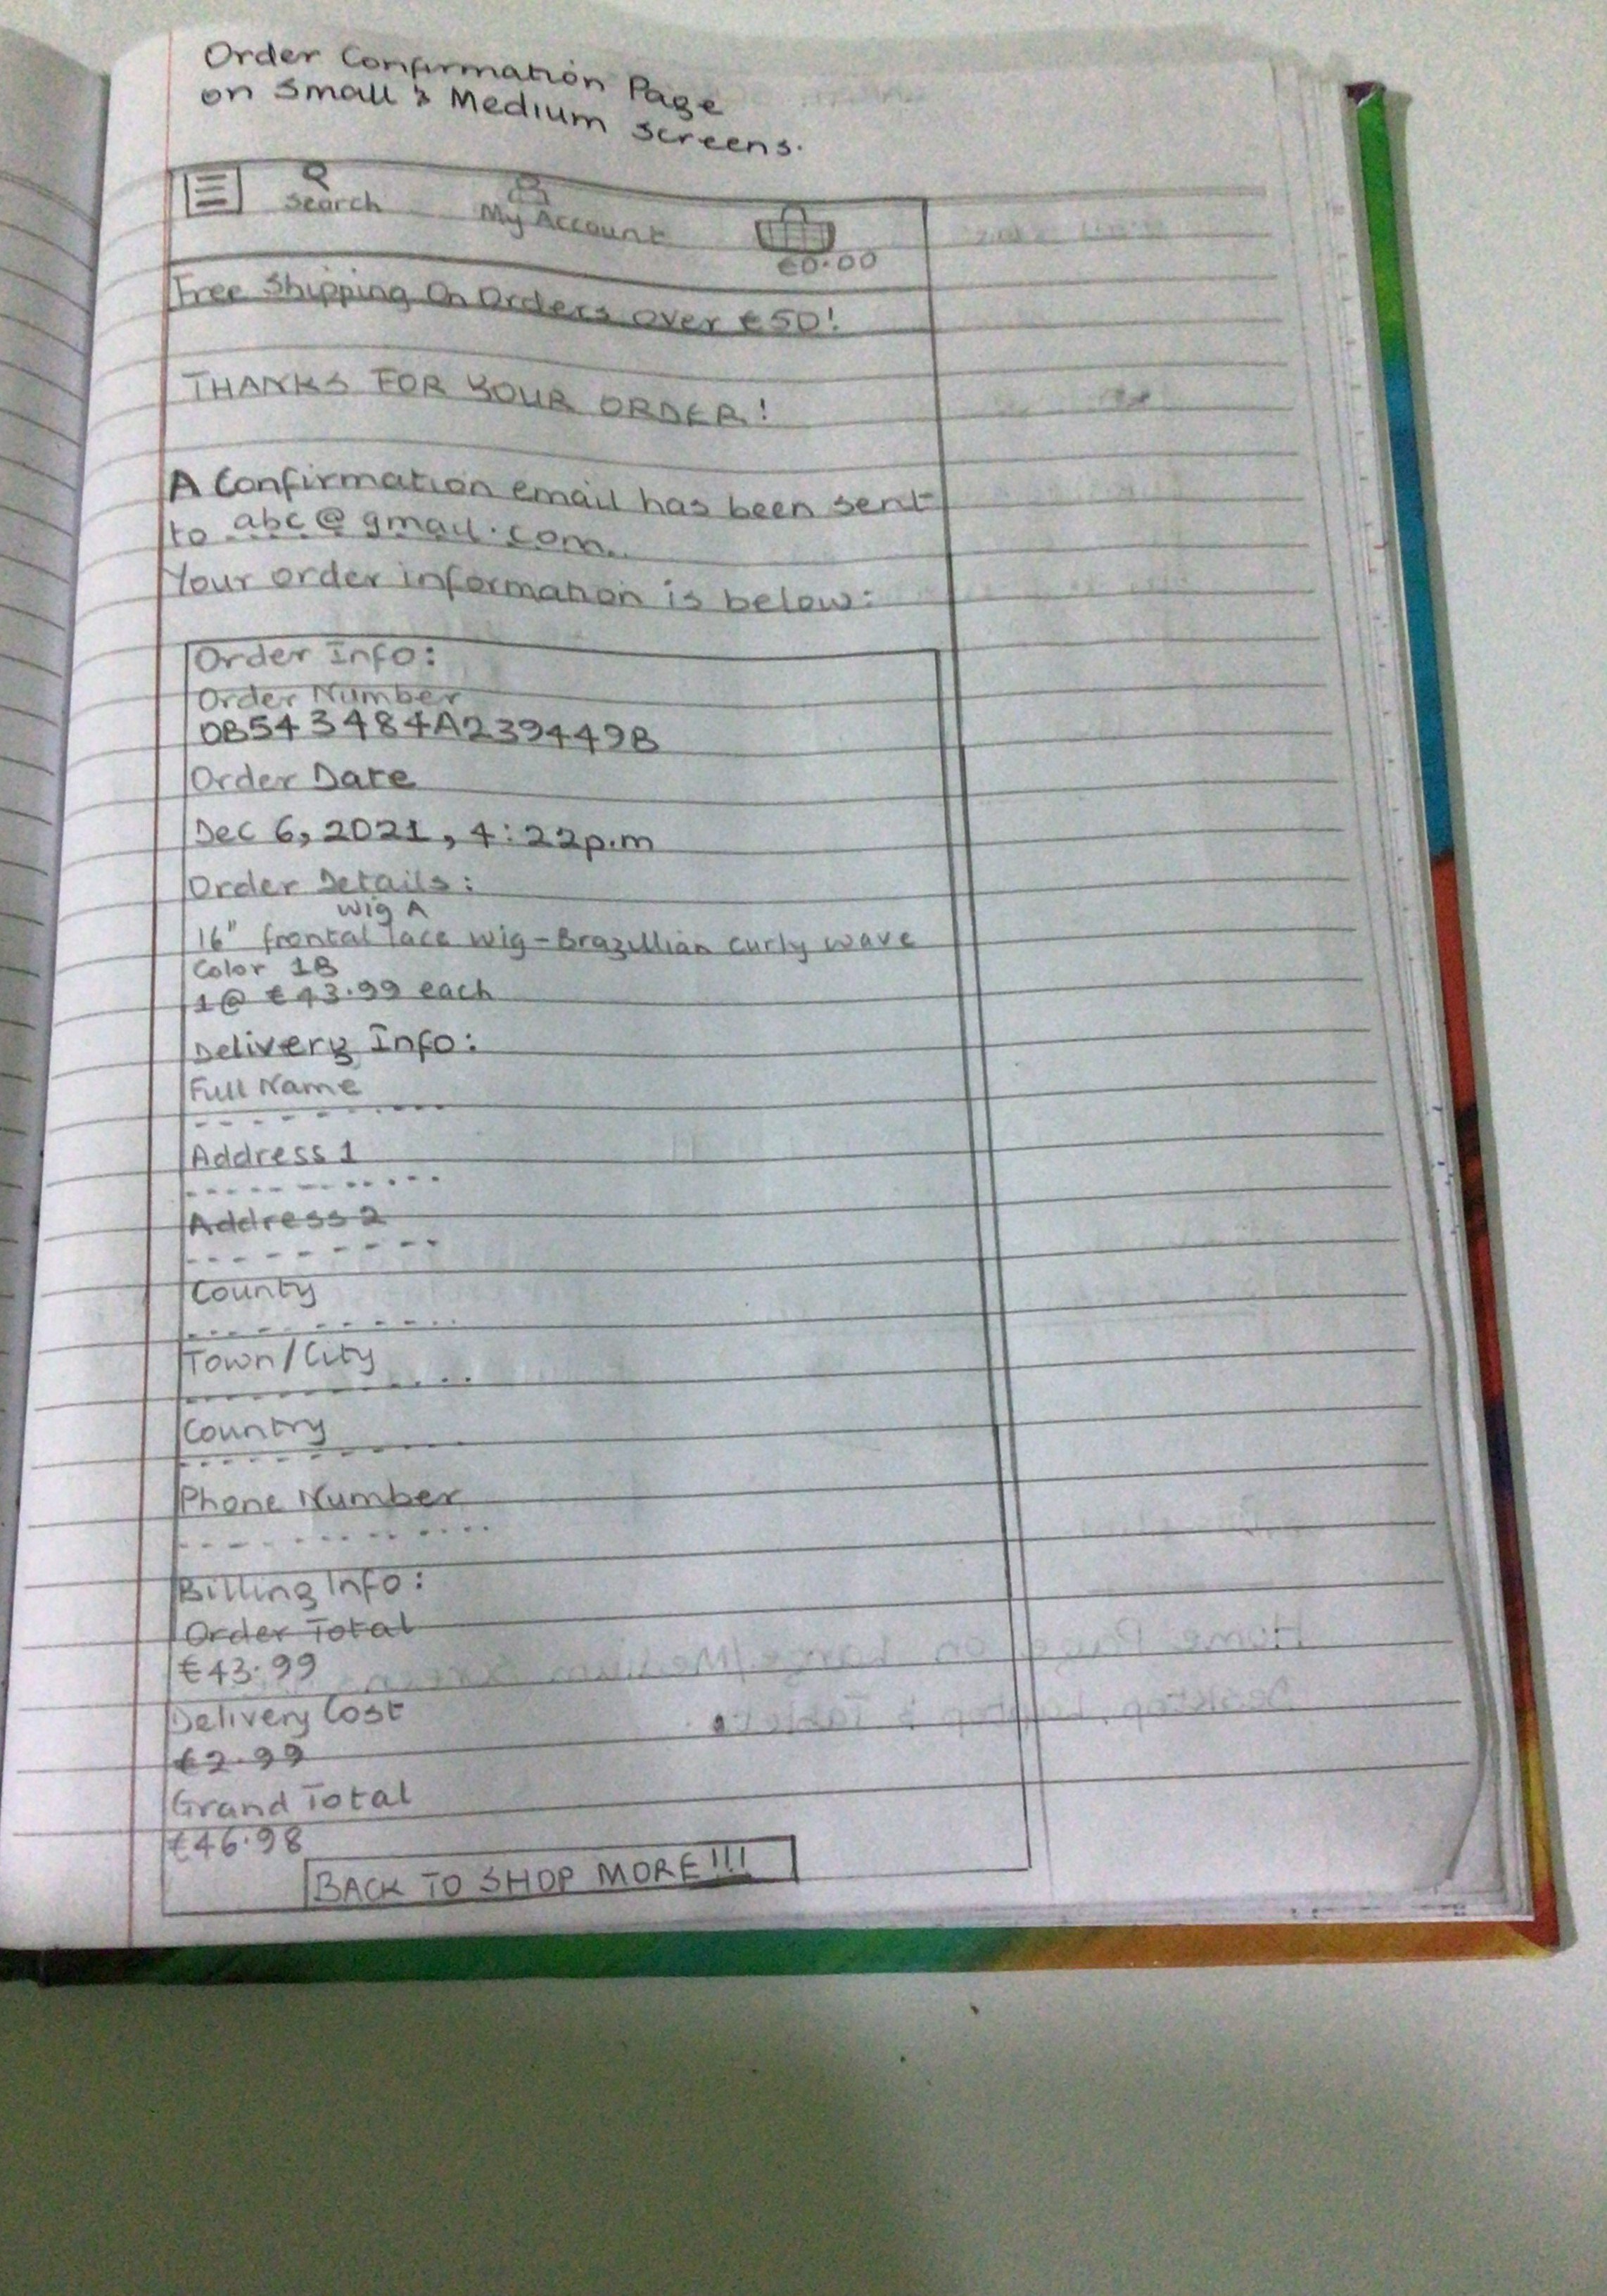 Order Confirmation Page
on Small & Medium screens.
Search
My Account
€0.00
Free Shipping On Orders over €50!
THANKS FOR YOUR ORDER!
A Confirmation email has been sent
to abc@gmail.com.
Your order information is below:
Order Info:
Order Number
0B543484A2394498
Order Date
Dec 6, 2021, 4:22p.m
Order Details:
Wig A
16" frontal lace wig - Brazillian curly wave
Color 1B
1@ €43.99 each
Delivery Info:
Full Name
Address 1
Address 2
County
Town/City
Country
Phone Number
Billing Info:
Order Total
€43.99
Delivery Cost
€2.99
Grand Total
€46.98
BACK TO SHOP MORE!!!